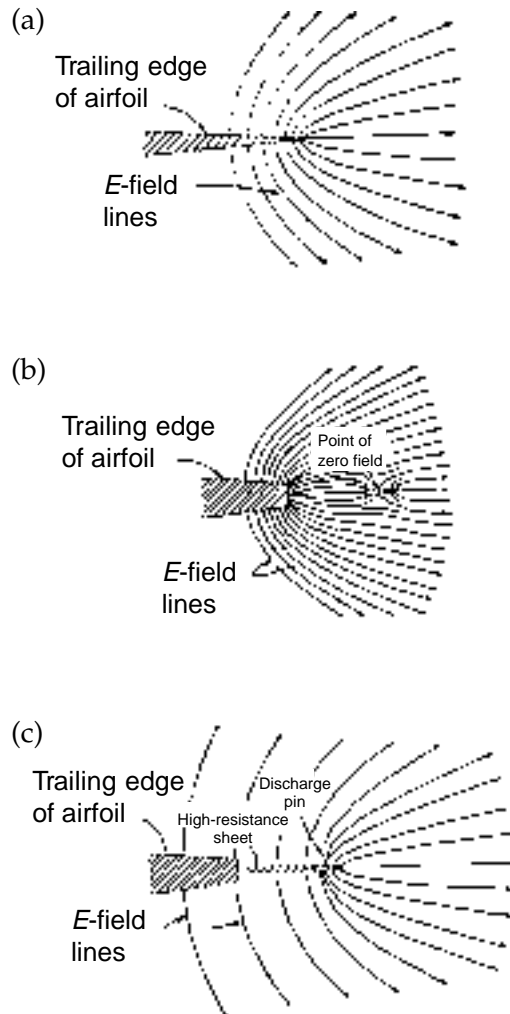 (a)
Trailing edge
of airfoil
E-field
lines
(b)
Trailing edge
of airfoil
Point of
zero field
E-field
lines
(c)
Trailing edge
of airfoil
Discharge
pin
High-resistance
sheet
E-field
lines